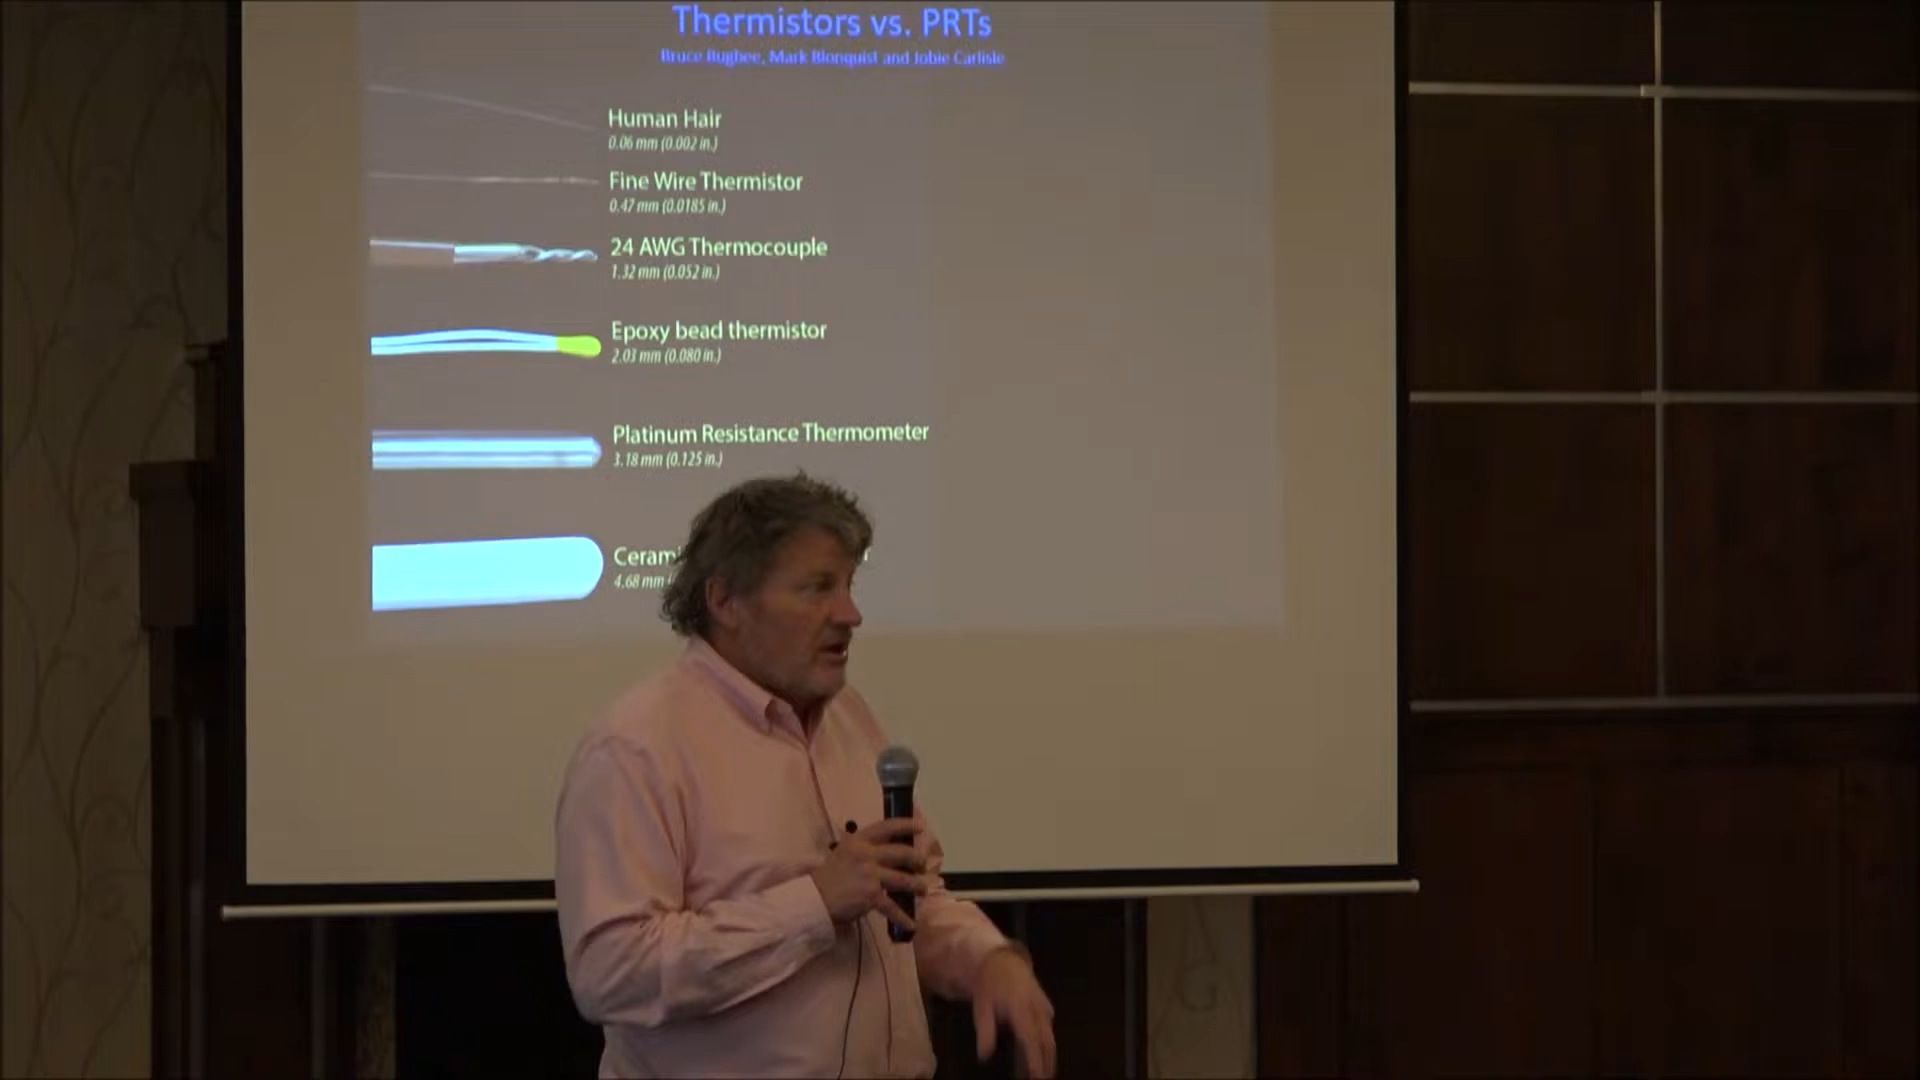 Thermistors vs. PRTs
Bruce Bugbee, Mark Blonquist and Jobie Carlisle
Human Hair
0.06 mm (0.002 in.)
Fine Wire Thermistor
0.47 mm (0.0185 in.)
24 AWG Thermocouple
1.32 mm (0.052 in.)
Epoxy bead thermistor
2.03 mm (0.080 in.)
Platinum Resistance Thermometer
3.18 mm (0.125 in.)
4.68 mm